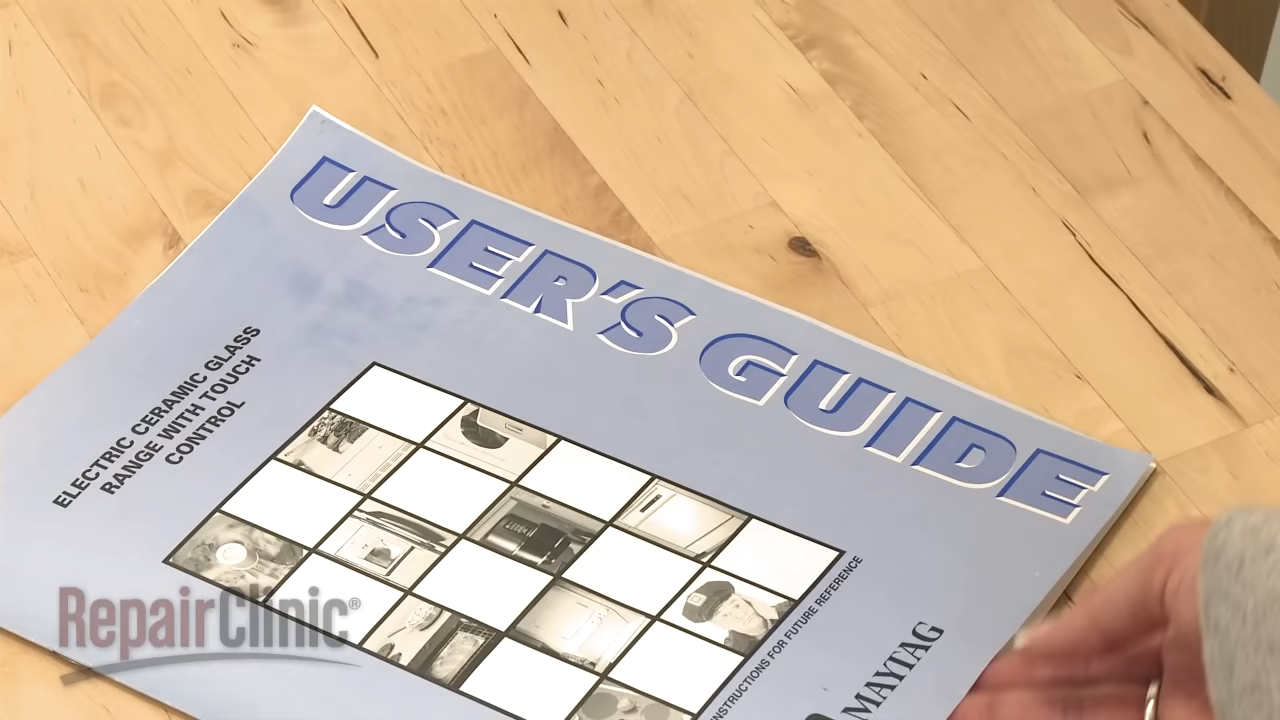 USER'S GUIDE
ELECTRIC CERAMIC GLASS
RANGE WITH TOUCH
CONTROL
INSTRUCTIONS FOR FUTURE REFERENCE
MAYTAG
RepairClinic®